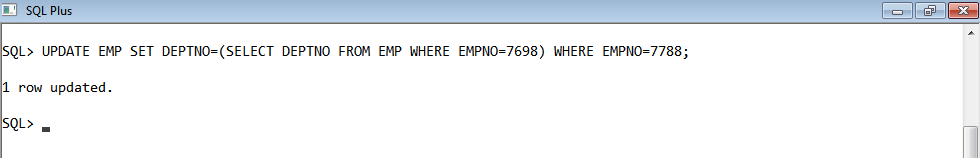 SQL Plus
SQL> UPDATE EMP SET DEPTNO=(SELECT DEPTNO FROM EMP WHERE EMPNO=7698) WHERE EMPNO=7788;
1 row updated.
SQL>